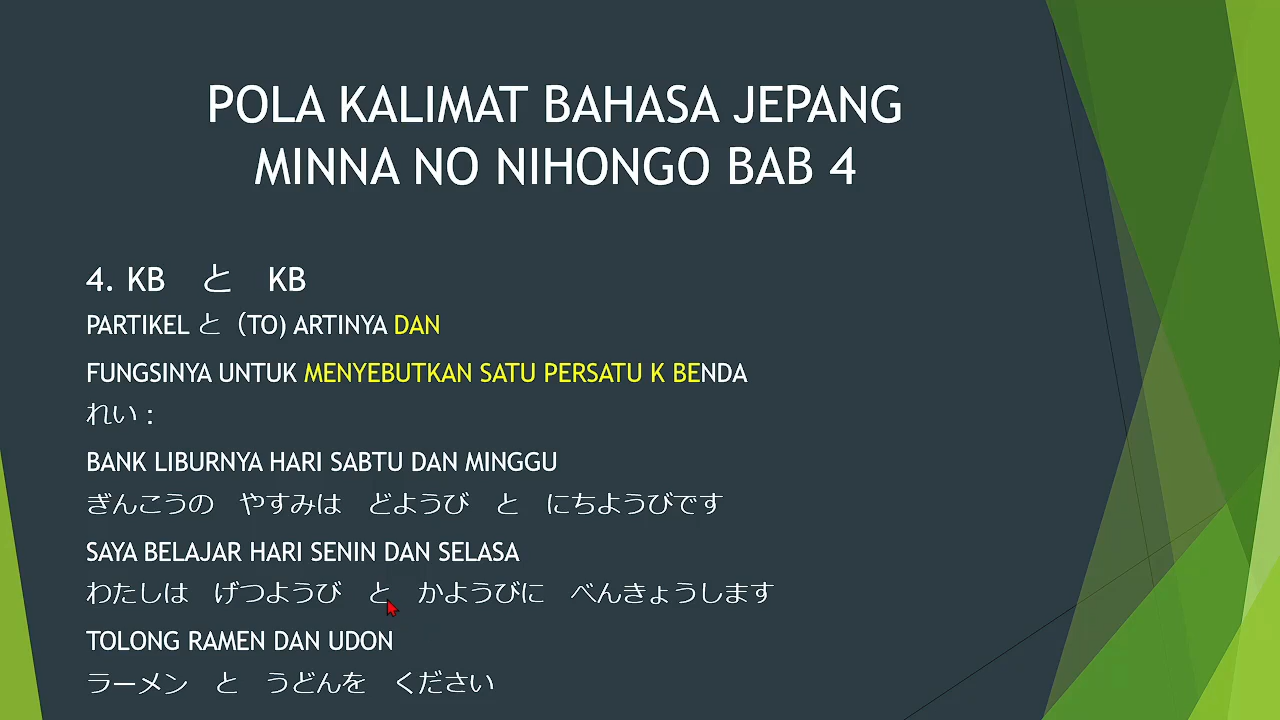 POLA KALIMAT BAHASA JEPANG
MINNA NO NIHONGO BAB 4
4. KB　と　KB
PARTIKEL と（TO) ARTINYA DAN
FUNGSINYA UNTUK MENYEBUTKAN SATU PERSATU K BENDA
れい：
BANK LIBURNYA HARI SABTU DAN MINGGU
ぎんこうの　やすみは　どようび　と　にちようびです
SAYA BELAJAR HARI SENIN DAN SELASA
わたしは　げつようび　と　かようびに　べんきょうします
TOLONG RAMEN DAN UDON
ラーメン　と　うどんを　ください